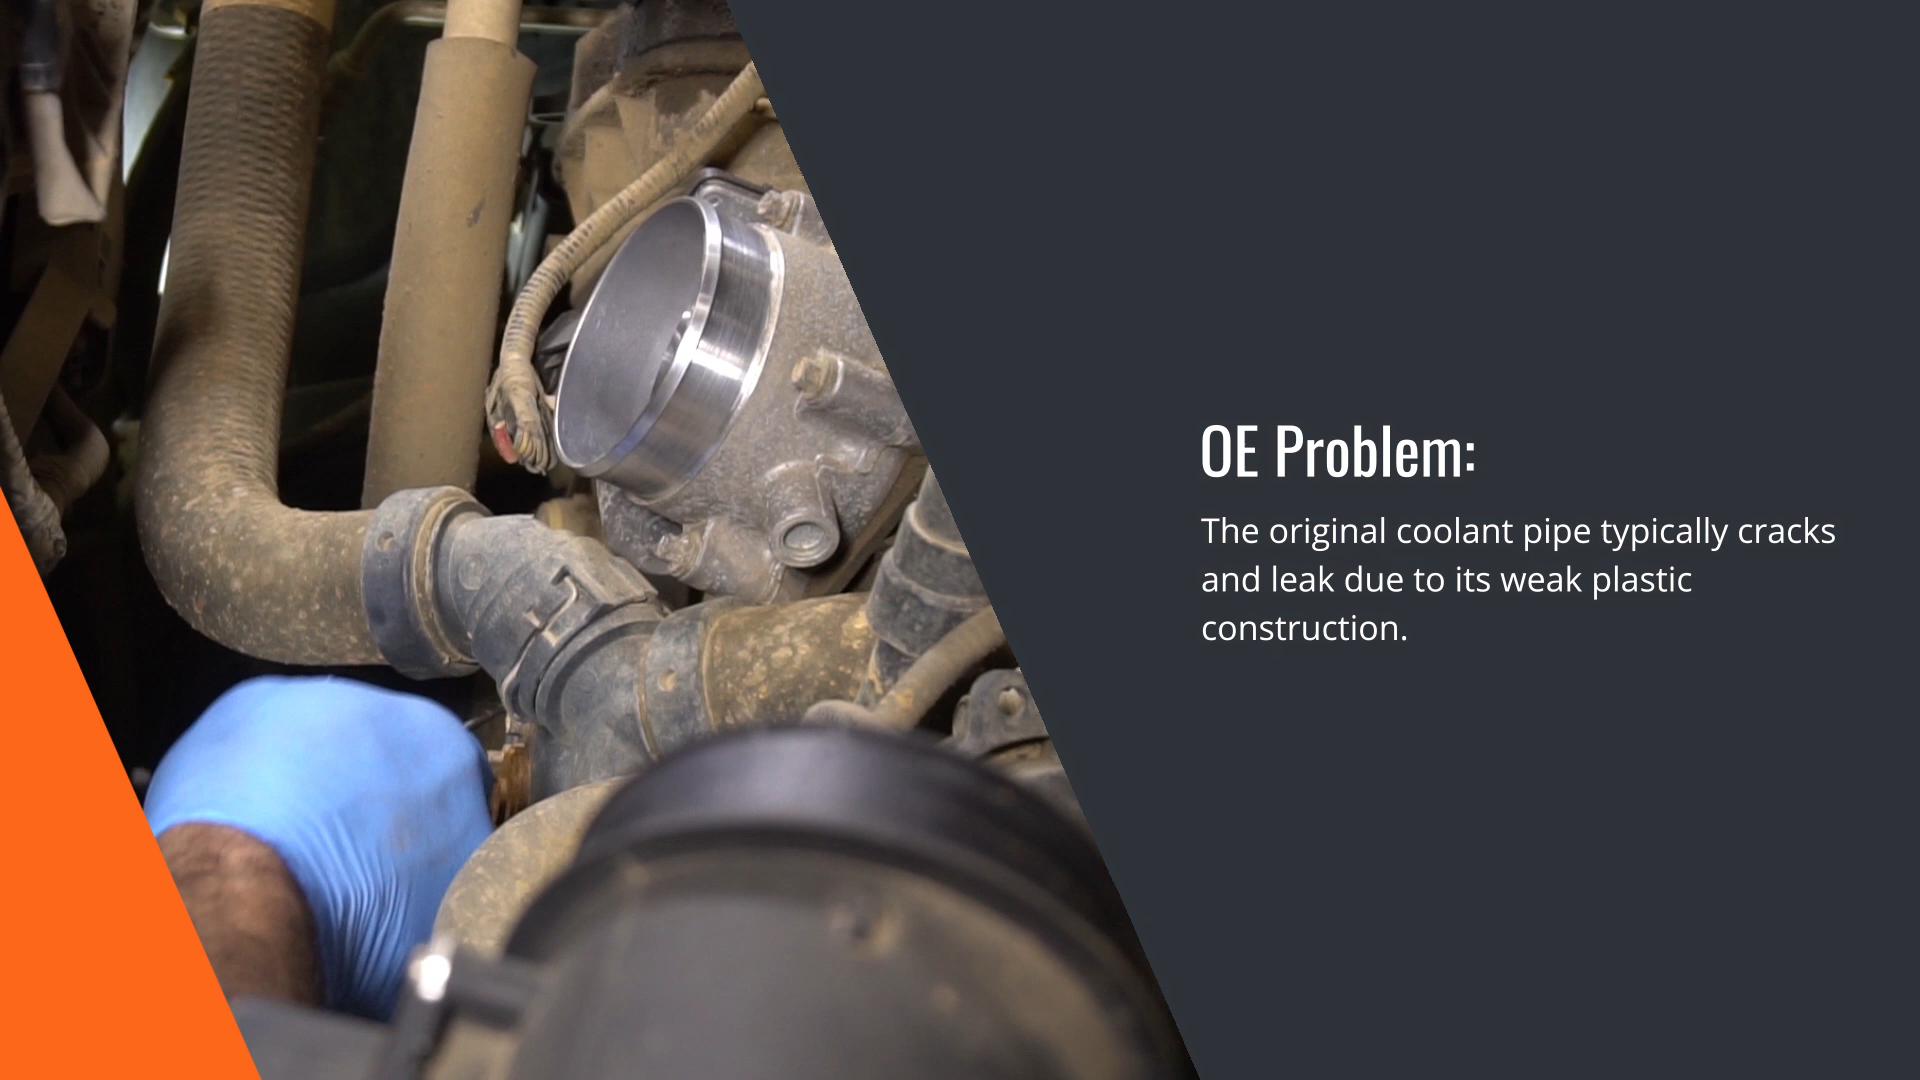 OE Problem:
The original coolant pipe typically cracks
and leak due to its weak plastic
construction.